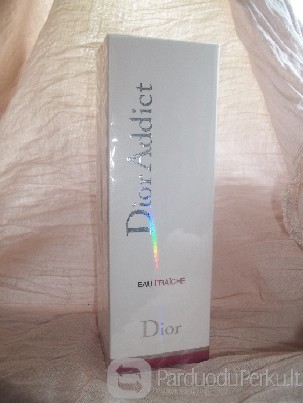 Dior Addict
EAU FRAÎCHE
Dior
ParduoduPerku.lt